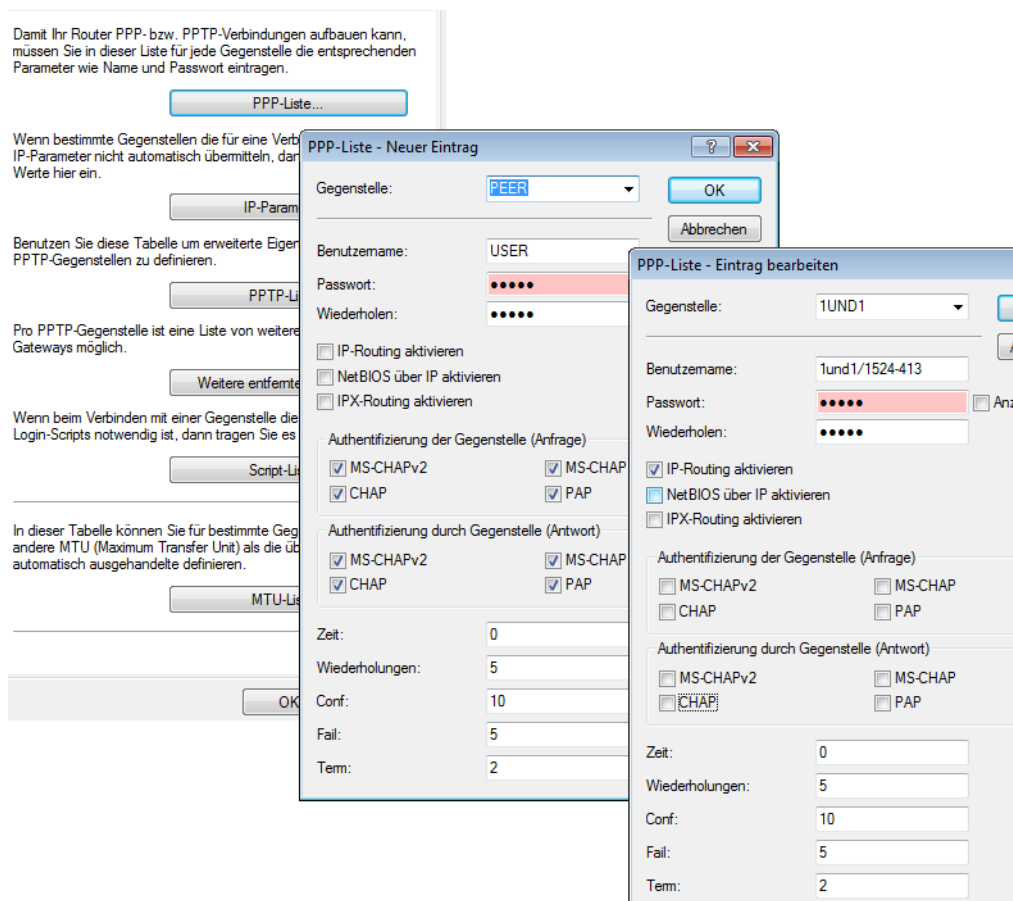 Damit Ihr Router PPP- bzw. PPTP-Verbindungen aufbauen kann,
müssen Sie in dieser Liste für jede Gegenstelle die entsprechenden
Parameter wie Name und Passwort eintragen.
PPP-Liste...
Wenn bestimmte Gegenstellen die für eine Verb
IP-Parameter nicht automatisch übermitteln, dan
Werte hier ein.
IP-Param
Benutzen Sie diese Tabelle um erweiterte Eigen
PPTP-Gegenstellen zu definieren.
PPTP-Li
Pro PPTP-Gegenstelle ist eine Liste von weitere
Gateways möglich.
Weitere entfernte
Wenn beim Verbinden mit einer Gegenstelle die
Login-Scripts notwendig ist, dann tragen Sie es
Script-Lis
In dieser Tabelle können Sie für bestimmte Geg
andere MTU (Maximum Transfer Unit) als die üb
automatisch ausgehandelte definieren.
MTU-Lis
OK
PPP-Liste - Neuer Eintrag
Gegenstelle: PEER OK
Abbrechen
Benutzername: USER
Passwort: •••••
Wiederholen: •••••
IP-Routing aktivieren
NetBIOS über IP aktivieren
IPX-Routing aktivieren
Authentifizierung der Gegenstelle (Anfrage)
MS-CHAPv2 MS-CHAP
CHAP PAP
Authentifizierung durch Gegenstelle (Antwort)
MS-CHAPv2 MS-CHAP
CHAP PAP
Zeit: 0
Wiederholungen: 5
Conf: 10
Fail: 5
Term: 2
PPP-Liste - Eintrag bearbeiten
Gegenstelle: 1UND1
Benutzername: 1und1/1524-413
Passwort: ••••• Anz
Wiederholen: •••••
IP-Routing aktivieren
NetBIOS über IP aktivieren
IPX-Routing aktivieren
Authentifizierung der Gegenstelle (Anfrage)
MS-CHAPv2 MS-CHAP
CHAP PAP
Authentifizierung durch Gegenstelle (Antwort)
MS-CHAPv2 MS-CHAP
CHAP PAP
Zeit: 0
Wiederholungen: 5
Conf: 10
Fail: 5
Term: 2